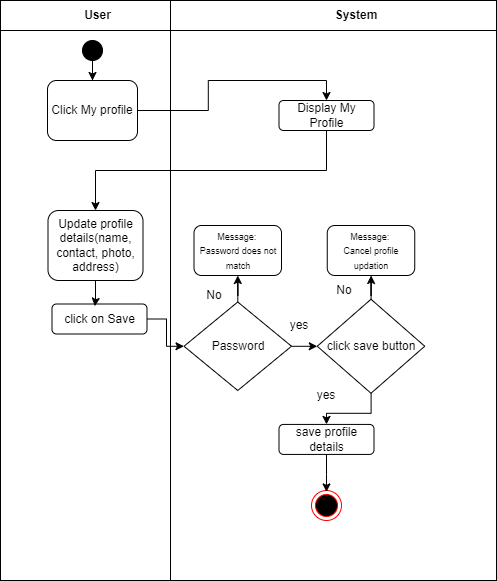 User
System
Click My profile
Display My
Profile
Update profile
details(name,
contact, photo,
address)
Message:
Password does not
match
Message:
Cancel profile
updation
No
No
click on Save
yes
Password
click save button
yes
save profile
details